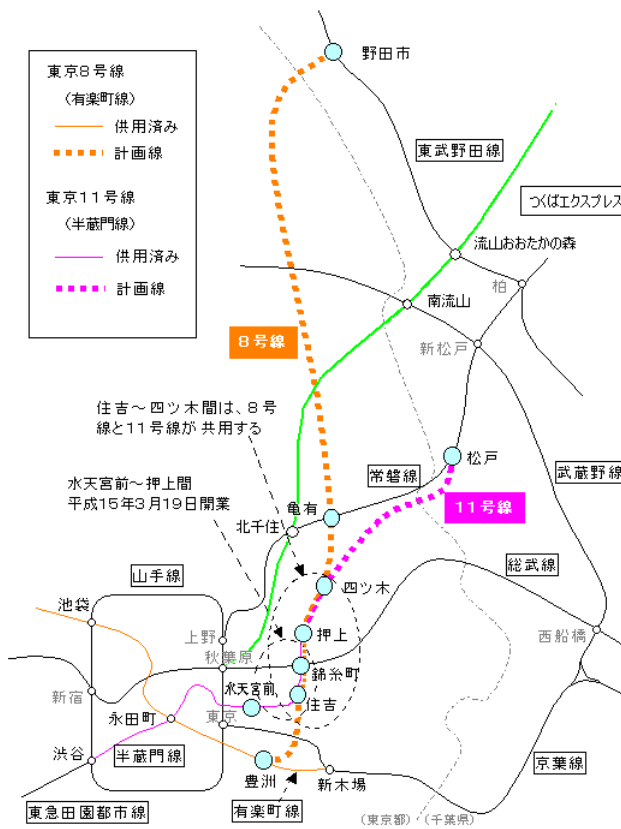 東京8号線
(有楽町線)
供用済み
計画線
東京11号線
(半蔵門線)
供用済み
計画線
野田市
東武野田線
つくばエクスプレス
流山おおたかの森
柏
南流山
新松戸
8号線
住吉～四ツ木間は、8号
線と11号線が共用する
水天宮前～押上間
平成15年3月19日開業
松戸
常磐線
武蔵野線
11号線
亀有
北千住
総武線
山手線
四ツ木
池袋
押上
上野
西船橋
秋葉原
錦糸町
新宿
水天宮前
住吉
永田町
東京
渋谷
半蔵門線
豊洲
新木場
京葉線
東急田園都市線
有楽町線
(東京都)
(千葉県)